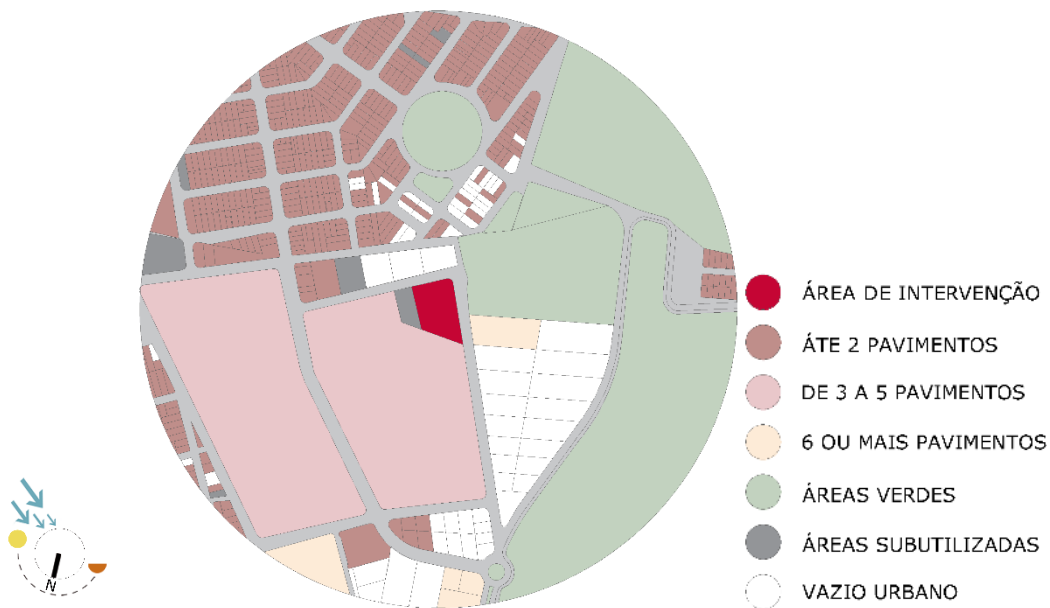 ÁREA DE INTERVENÇÃO
ÁTE 2 PAVIMENTOS
DE 3 A 5 PAVIMENTOS
6 OU MAIS PAVIMENTOS
ÁREAS VERDES
ÁREAS SUBUTILIZADAS
VAZIO URBANO
N